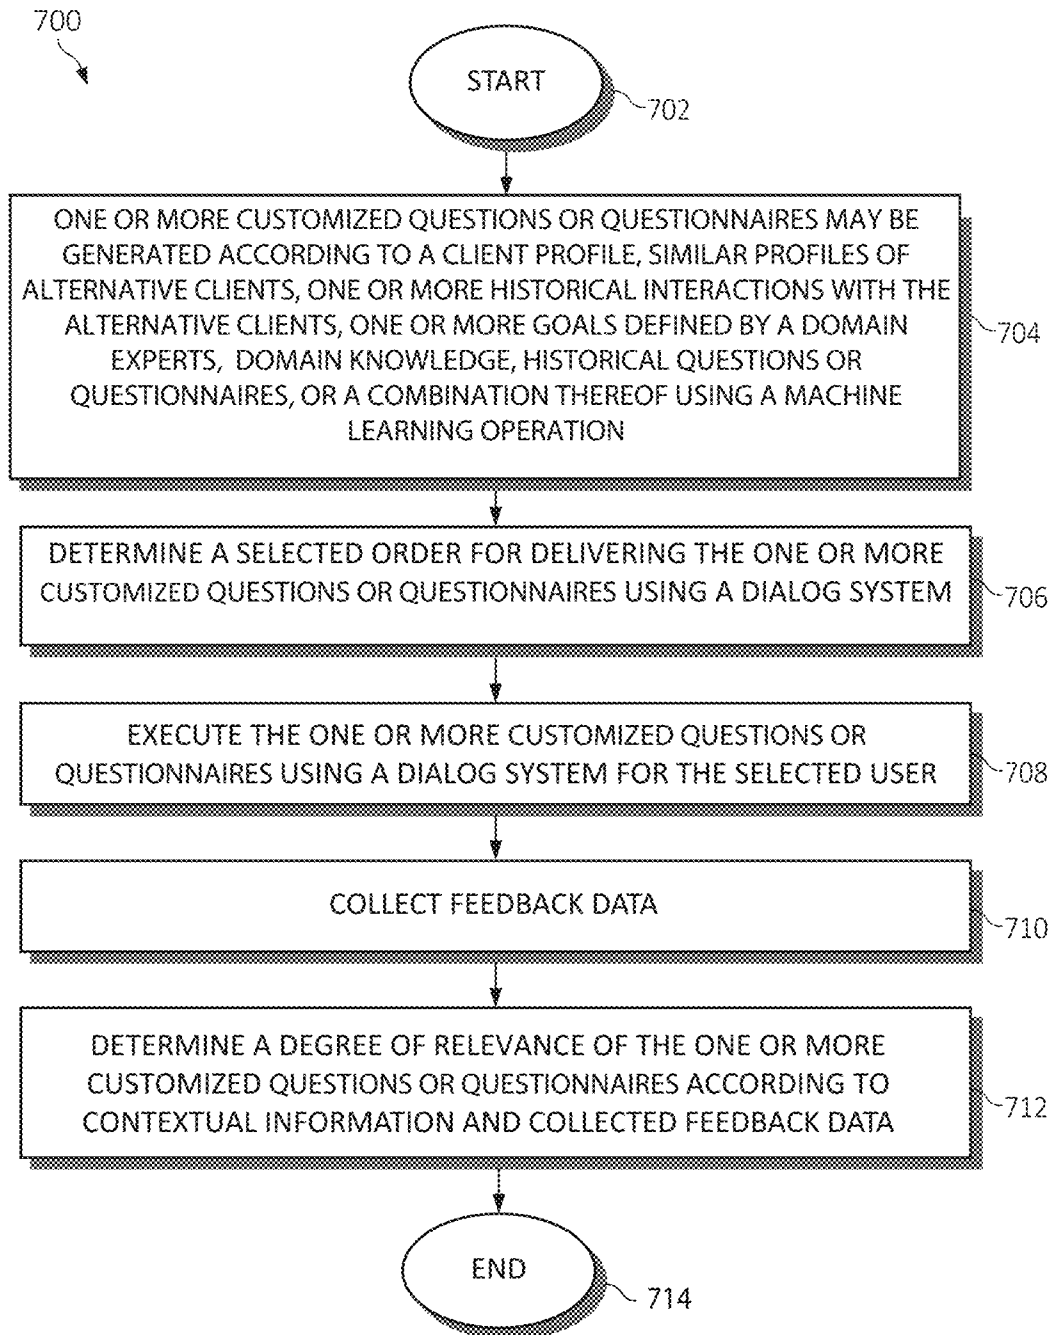 700
START
702
ONE OR MORE CUSTOMIZED QUESTIONS OR QUESTIONNAIRES MAY BE
GENERATED ACCORDING TO A CLIENT PROFILE, SIMILAR PROFILES OF
ALTERNATIVE CLIENTS, ONE OR MORE HISTORICAL INTERACTIONS WITH THE
ALTERNATIVE CLIENTS, ONE OR MORE GOALS DEFINED BY A DOMAIN
EXPERTS, DOMAIN KNOWLEDGE, HISTORICAL QUESTIONS OR
QUESTIONNAIRES, OR A COMBINATION THEREOF USING A MACHINE
LEARNING OPERATION
704
DETERMINE A SELECTED ORDER FOR DELIVERING THE ONE OR MORE
CUSTOMIZED QUESTIONS OR QUESTIONNAIRES USING A DIALOG SYSTEM
706
EXECUTE THE ONE OR MORE CUSTOMIZED QUESTIONS OR
QUESTIONNAIRES USING A DIALOG SYSTEM FOR THE SELECTED USER
708
COLLECT FEEDBACK DATA
710
DETERMINE A DEGREE OF RELEVANCE OF THE ONE OR MORE
CUSTOMIZED QUESTIONS OR QUESTIONNAIRES ACCORDING TO
CONTEXTUAL INFORMATION AND COLLECTED FEEDBACK DATA
712
END
714